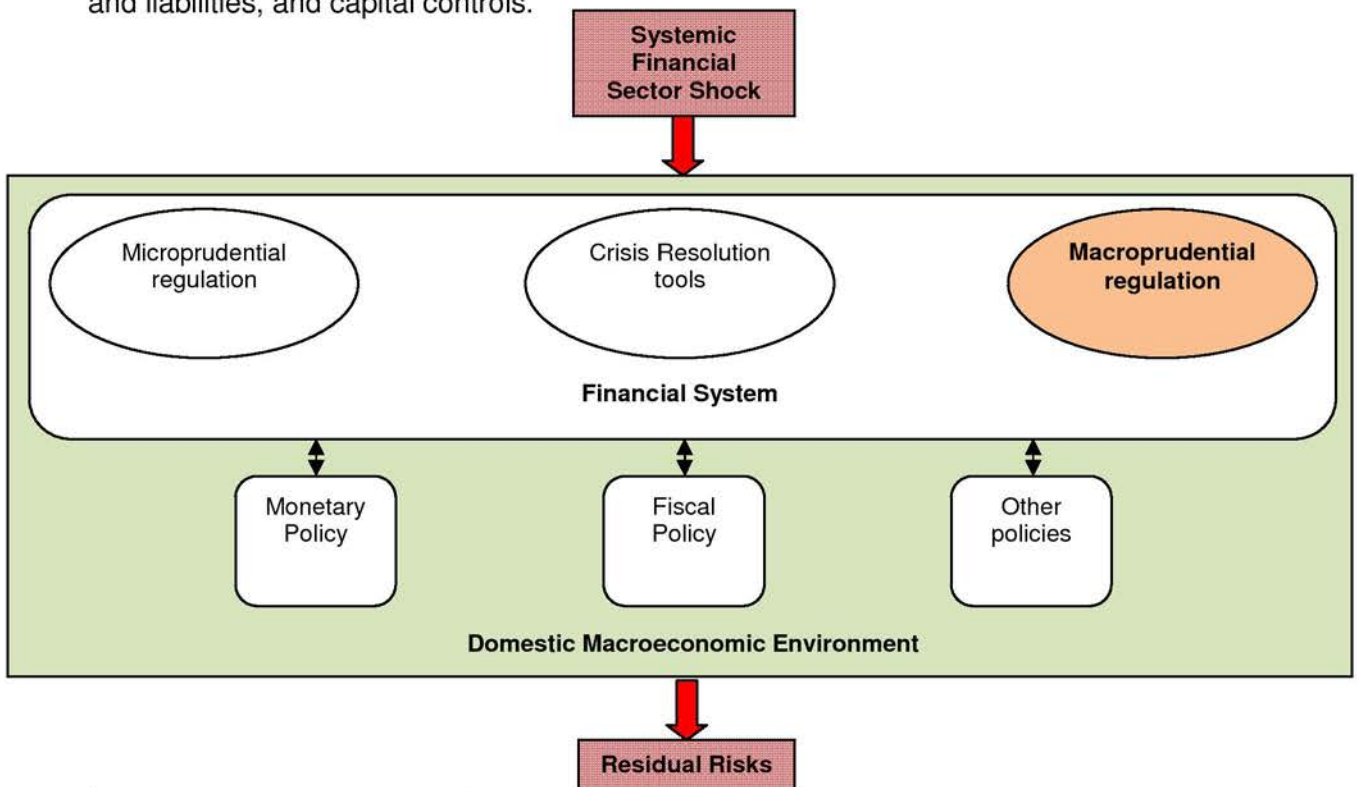 and liabilities, and capital controls.
Systemic
Financial
Sector Shock
Microprudential
regulation
Crisis Resolution
tools
Macroprudential
regulation
Financial System
Monetary
Policy
Fiscal
Policy
Other
policies
Domestic Macroeconomic Environment
Residual Risks